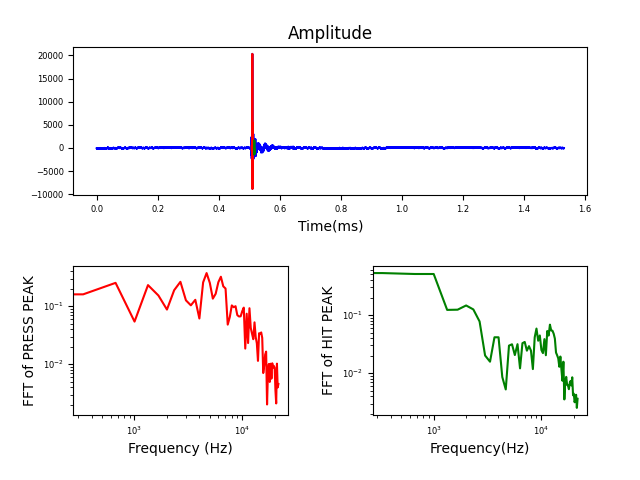 Amplitude
20000
15000
10000
5000
0
−5000
−10000
0.0 0.2 0.4 0.6 0.8 1.0 1.2 1.4 1.6
Time(ms)
FFT of PRESS PEAK
10⁻¹
10⁻²
10³ 10⁴
Frequency (Hz)
FFT of HIT PEAK
10⁻¹
10⁻²
10³ 10⁴
Frequency(Hz)